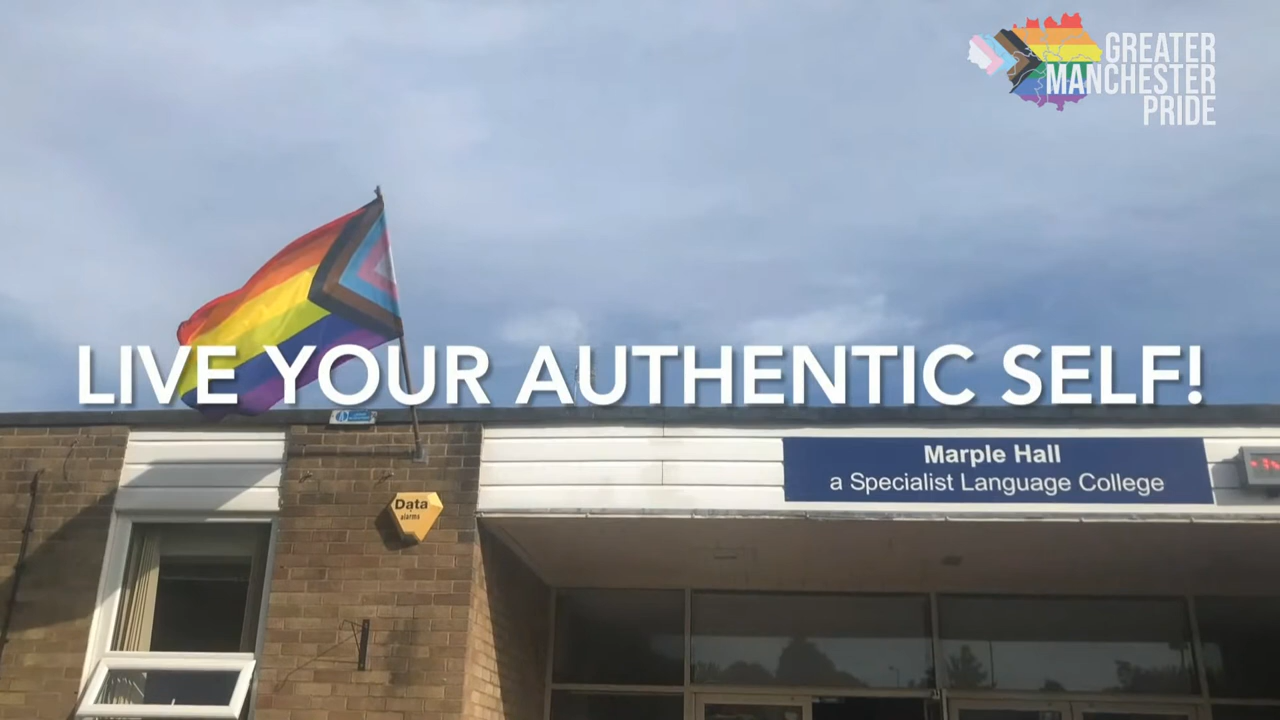 GREATER
MANCHESTER
PRIDE
LIVE YOUR AUTHENTIC SELF!
Marple Hall
a Specialist Language College
Data
alarms